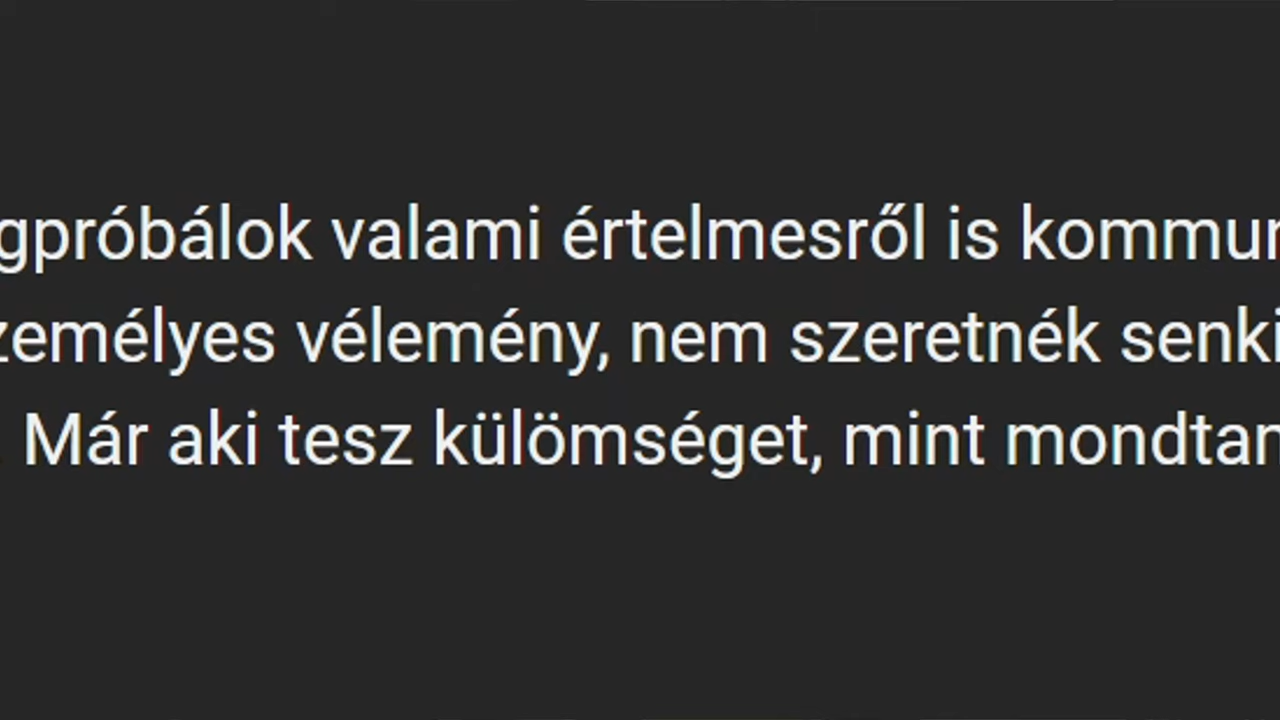 gpróbálok valami értelmesről is kommun
zemélyes vélemény, nem szeretnék senki
. Már aki tesz külömséget, mint mondtam